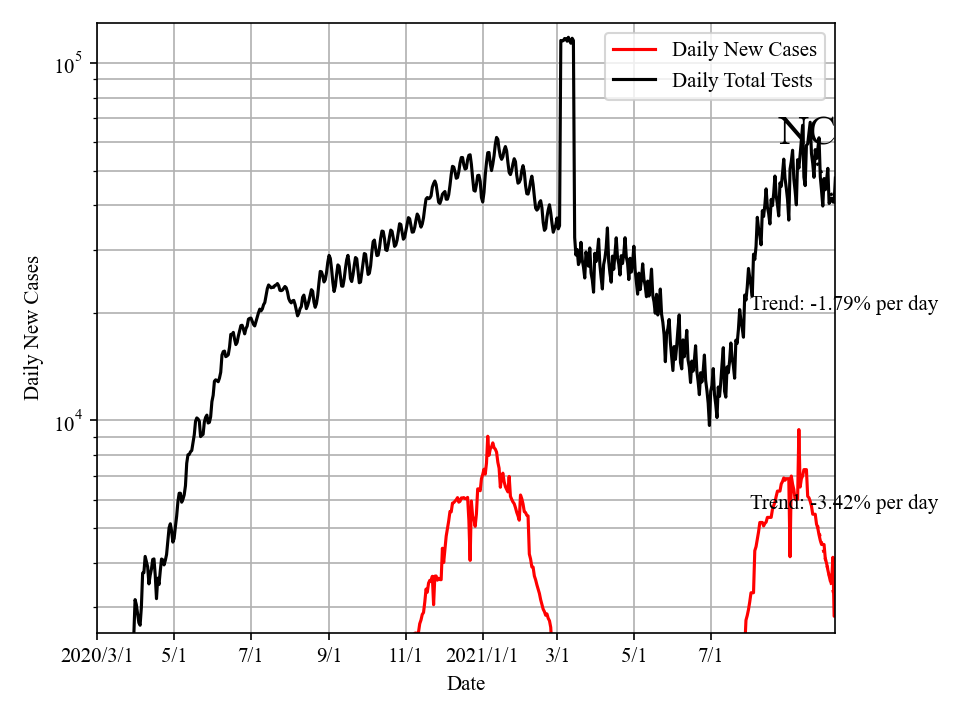 Daily New Cases
Daily Total Tests
NC
10^5
10^4
Daily New Cases
Trend: -1.79% per day
Trend: -3.42% per day
2020/3/1 5/1 7/1 9/1 11/1 2021/1/1 3/1 5/1 7/1
Date